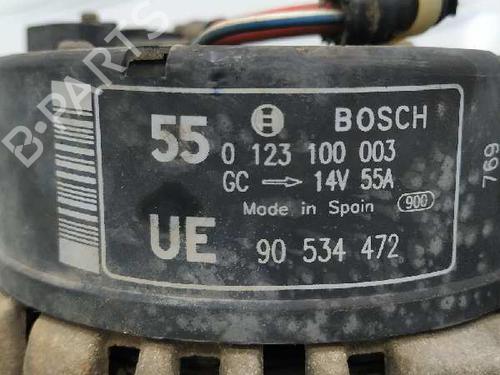 55 BOSCH
0 123 100 003
GC → 14V 55A
Made in Spain 900
UE 90 534 472
769
B-PARTS